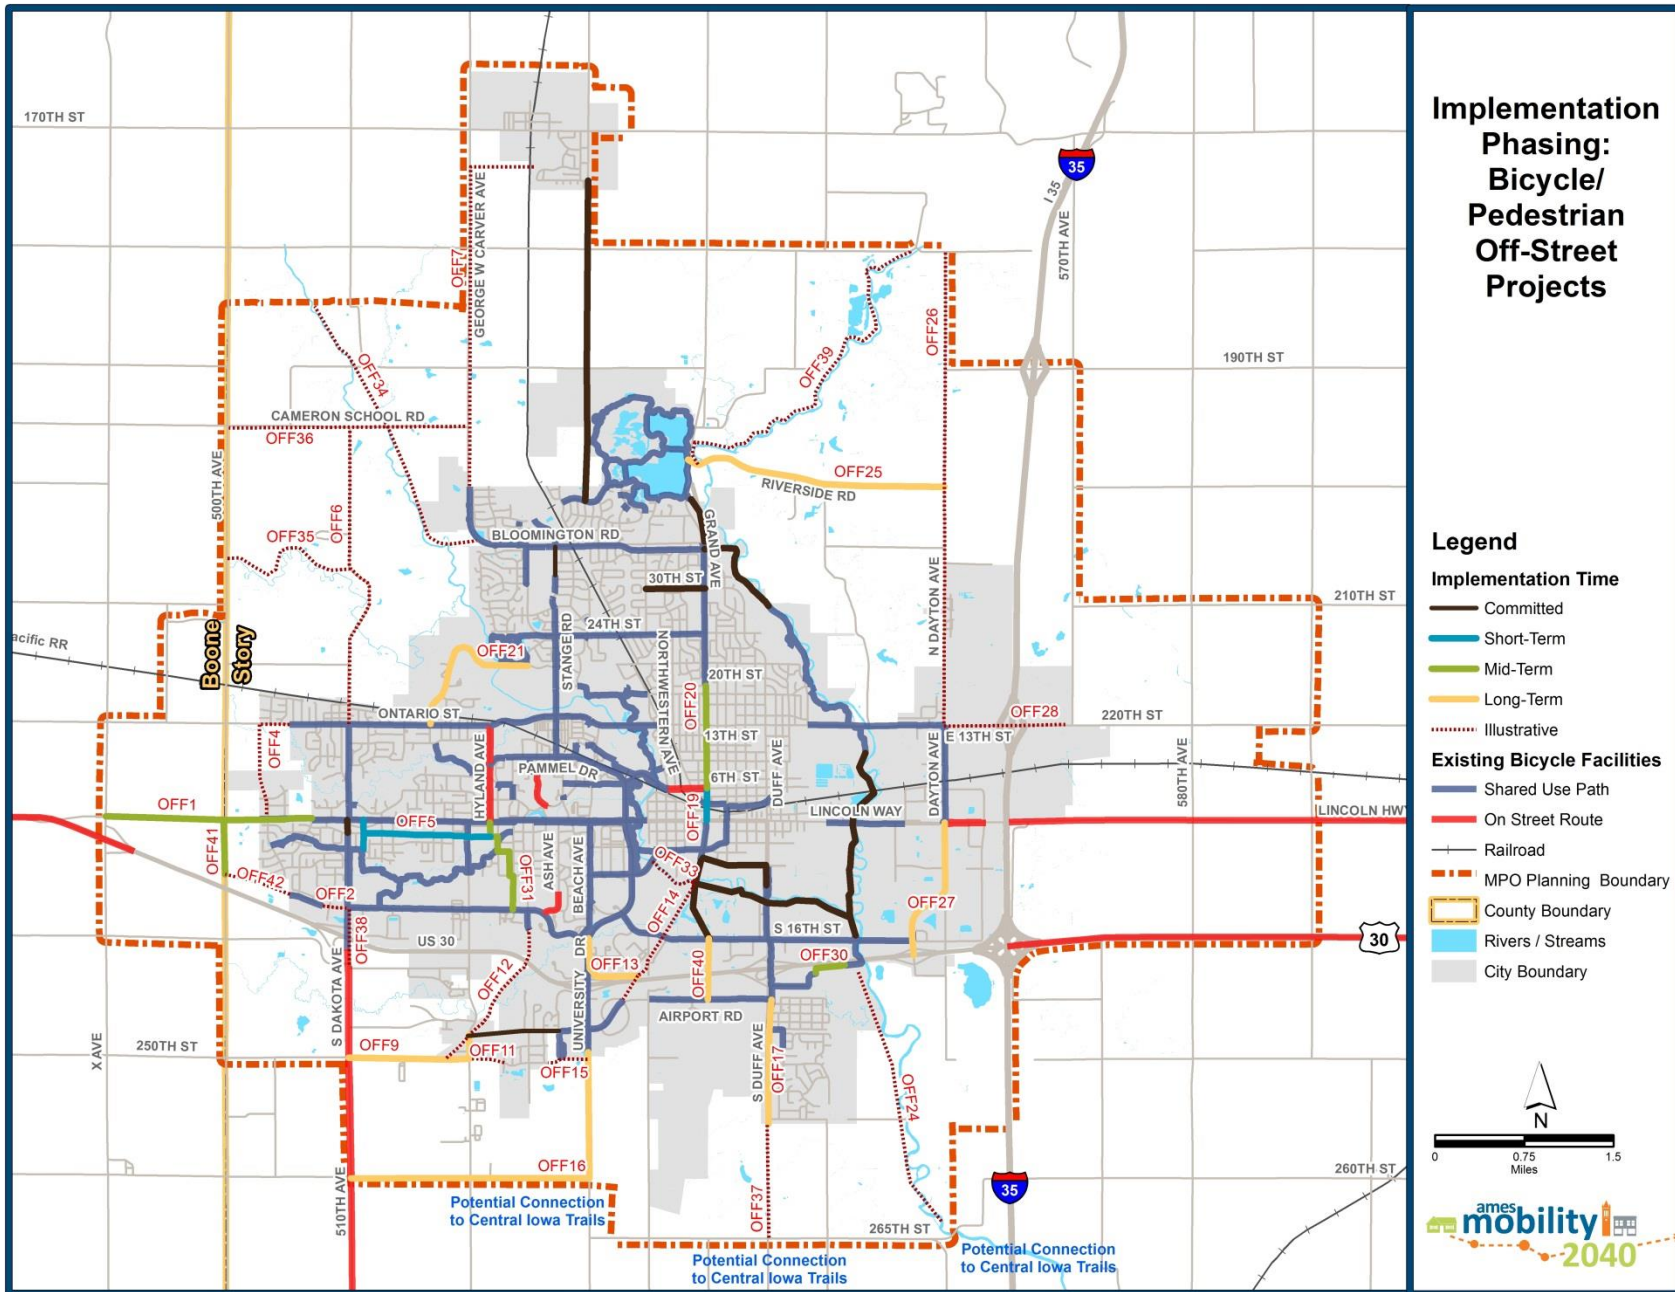 Implementation
Phasing:
Bicycle/
Pedestrian
Off-Street
Projects
Legend
Implementation Time
Committed
Short-Term
Mid-Term
Long-Term
Illustrative
Existing Bicycle Facilities
Shared Use Path
On Street Route
Railroad
MPO Planning Boundary
County Boundary
Rivers / Streams
City Boundary
N
0 0.75 1.5
Miles
ames
mobility
2040
170TH ST
35
I 35
570TH AVE
GEORGE W CARVER AVE
OFF7
OFF26
OFF39
190TH ST
OFF34
CAMERON SCHOOL RD
OFF36
500TH AVE
OFF6
OFF35
OFF25
RIVERSIDE RD
GRAND AVE
BLOOMINGTON RD
30TH ST
24TH ST
STANGE RD
NORTHWESTERN AVE
N DAYTON AVE
210TH ST
acific RR
Boone
Story
OFF21
20TH ST
OFF20
ONTARIO ST
OFF4
13TH ST
OFF28
220TH ST
E 13TH ST
HYLAND AVE
PAMMEL DR
6TH ST
DUFF AVE
DAYTON AVE
580TH AVE
OFF1
OFF5
OFF19
LINCOLN WAY
LINCOLN HWY
OFF41
OFF42
OFF2
OFF31
ASH AVE
BEACH AVE
OFF33
OFF14
OFF38
US 30
S 16TH ST
OFF27
30
S DAKOTA AVE
OFF12
UNIVERSITY DR
OFF13
OFF40
OFF30
AIRPORT RD
X AVE
250TH ST
OFF9
OFF11
OFF15
S DUFF AVE
OFF17
OFF24
510TH AVE
OFF16
OFF37
35
260TH ST
265TH ST
Potential Connection
to Central Iowa Trails
Potential Connection
to Central Iowa Trails
Potential Connection
to Central Iowa Trails